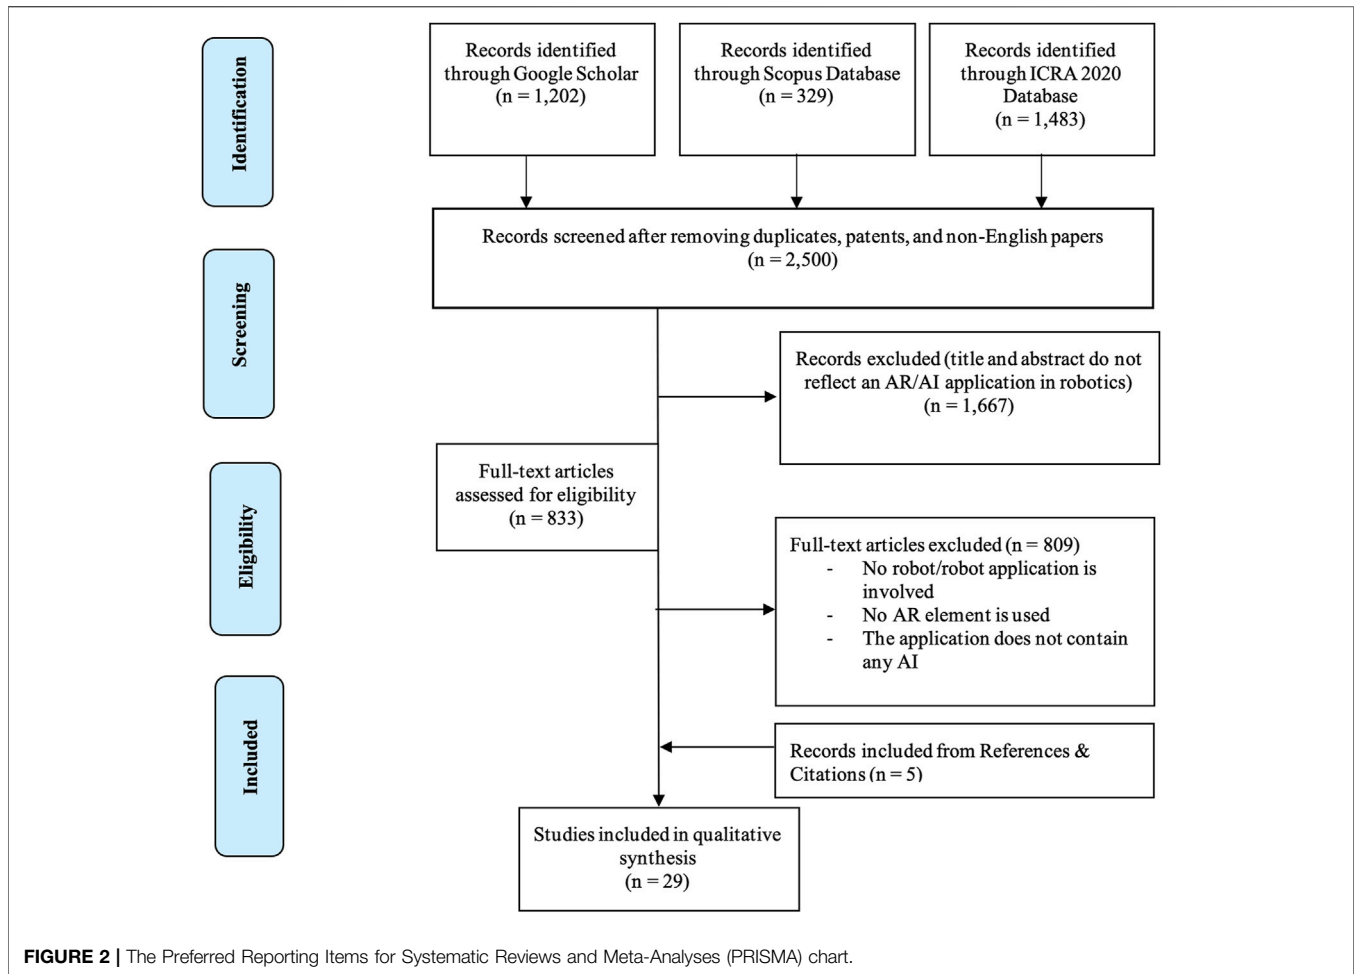 Identification
Records identified
through Google Scholar
(n = 1,202)
Records identified
through Scopus Database
(n = 329)
Records identified
through ICRA 2020
Database
(n = 1,483)
Records screened after removing duplicates, patents, and non-English papers
(n = 2,500)
Screening
Records excluded (title and abstract do not
reflect an AR/AI application in robotics)
(n = 1,667)
Full-text articles
assessed for eligibility
(n = 833)
Eligibility
Full-text articles excluded (n = 809)
- No robot/robot application is
involved
- No AR element is used
- The application does not contain
any AI
Included
Records included from References &
Citations (n = 5)
Studies included in qualitative
synthesis
(n = 29)
FIGURE 2 | The Preferred Reporting Items for Systematic Reviews and Meta-Analyses (PRISMA) chart.